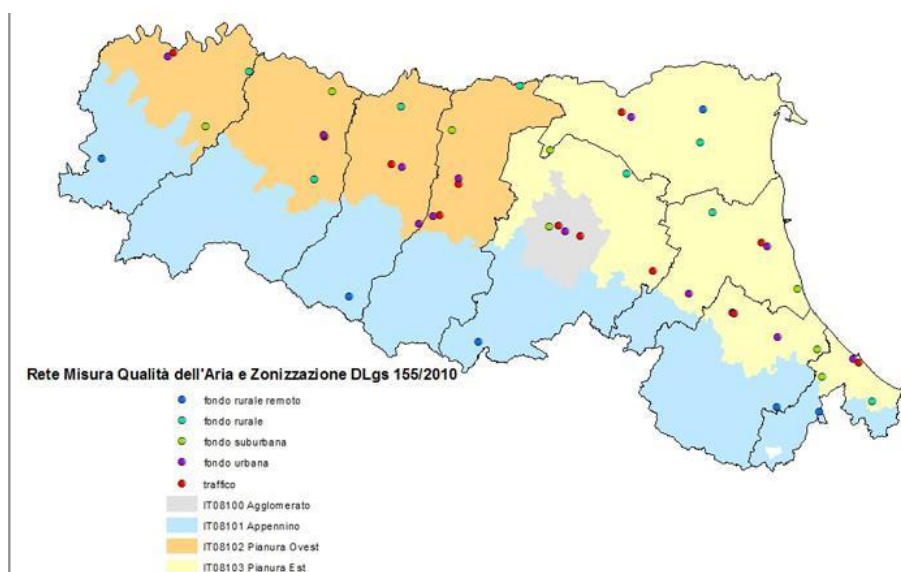 Rete Misura Qualità dell'Aria e Zonizzazione DLgs 155/2010
fondo rurale remoto
fondo rurale
fondo suburbana
fondo urbana
traffico
IT08100 Agglomerato
IT08101 Appennino
IT08102 Pianura Ovest
IT08103 Pianura Est